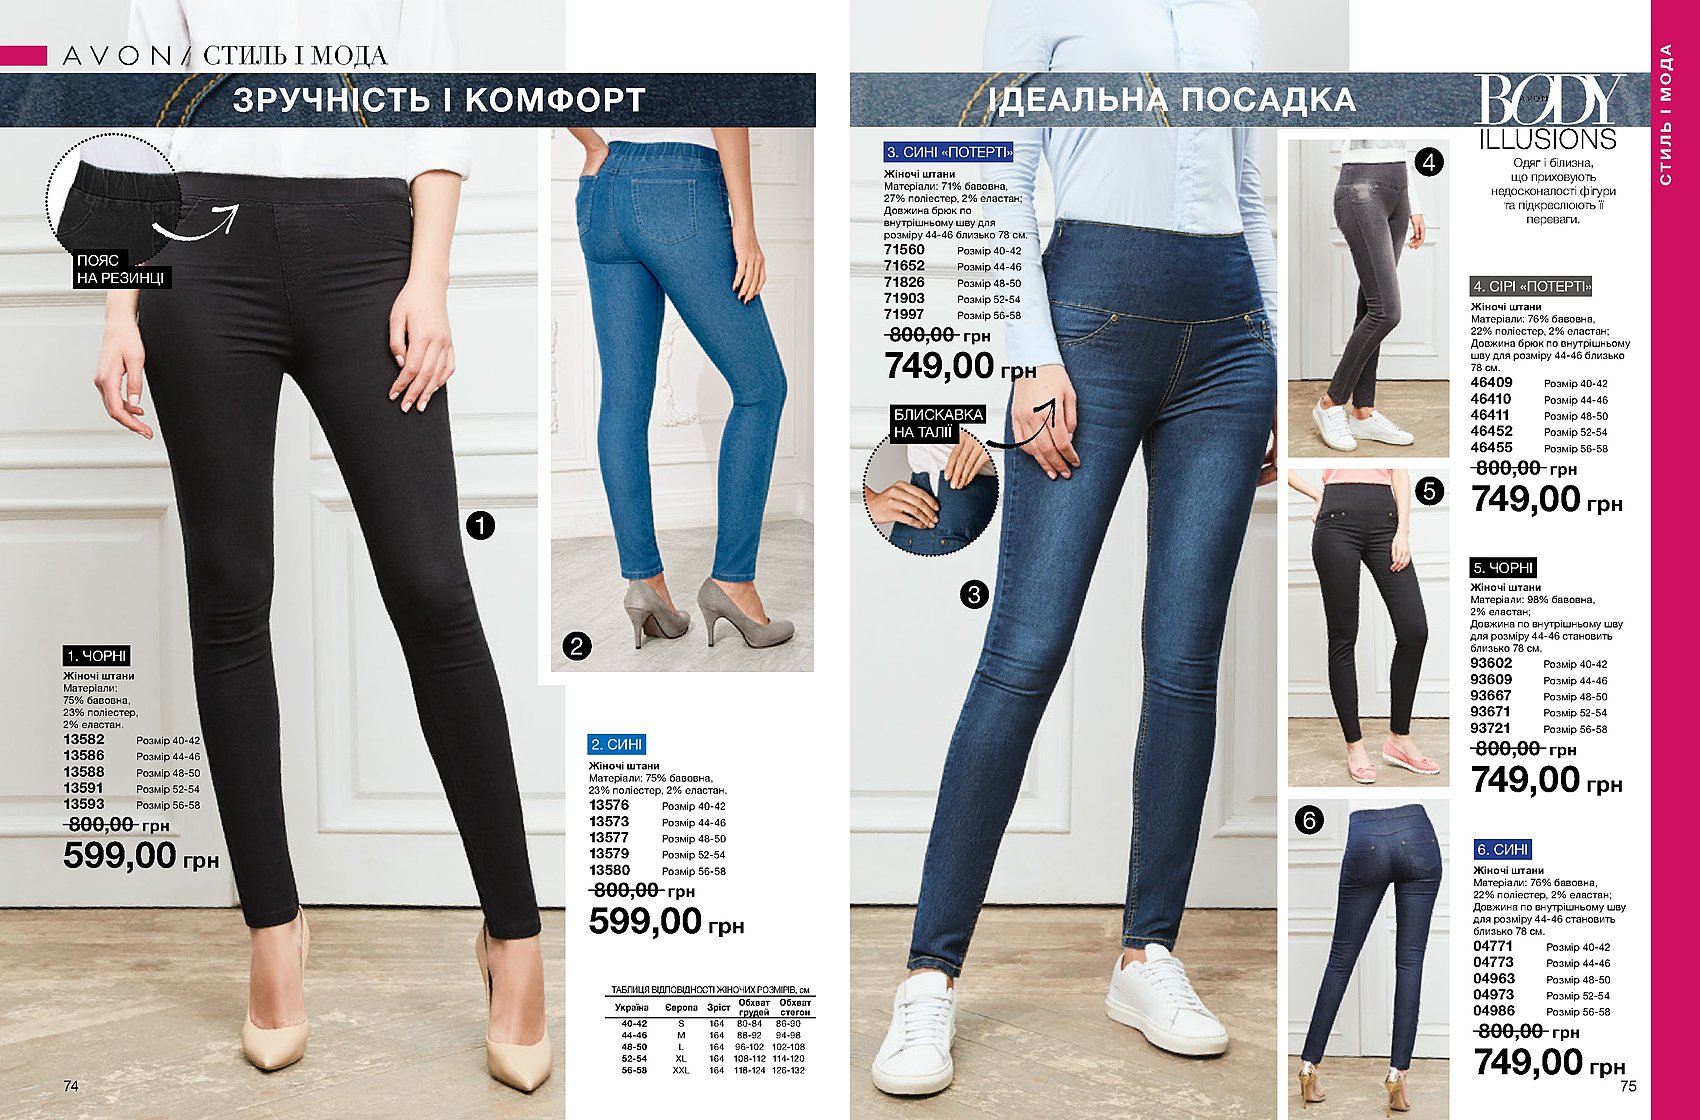 AVON / СТИЛЬ І МОДА
ЗРУЧНІСТЬ І КОМФОРТ
ПОЯС
НА РЕЗИНЦІ
1
2
1. ЧОРНІ
Жіночі штани
Матеріали:
75% бавовна,
23% поліестер,
2% еластан.
13582 Розмір 40-42
13586 Розмір 44-46
13588 Розмір 48-50
13591 Розмір 52-54
13593 Розмір 56-58
800,00 грн
599,00 грн
2. СИНІ
Жіночі штани
Матеріали: 75% бавовна,
23% поліестер, 2% еластан.
13576 Розмір 40-42
13573 Розмір 44-46
13577 Розмір 48-50
13579 Розмір 52-54
13580 Розмір 56-58
800,00 грн
599,00 грн
ТАБЛИЦЯ ВІДПОВІДНОСТІ ЖІНОЧИХ РОЗМІРІВ, см
Україна Європа Зріст Обхват грудей Обхват стегон
40-42 S 164 80-84 86-90
44-46 M 164 88-92 94-98
48-50 L 164 96-102 102-108
52-54 XL 164 108-112 114-120
56-58 XXL 164 118-124 126-132
74
ІДЕАЛЬНА ПОСАДКА
BODY
AVON
ILLUSIONS
Одяг і білизна,
що приховують
недосконалості фігури
та підкреслюють її
переваги.
СТИЛЬ І МОДА
3. СИНІ «ПОТЕРТІ»
Жіночі штани
Матеріали: 71% бавовна,
27% поліестер, 2% еластан;
Довжина брюк по
внутрішньому шву для
розміру 44-46 близько 78 см.
71560 Розмір 40-42
71652 Розмір 44-46
71826 Розмір 48-50
71903 Розмір 52-54
71997 Розмір 56-58
800,00 грн
749,00 грн
БЛИСКАВКА
НА ТАЛІЇ
3
4
4. СІРІ «ПОТЕРТІ»
Жіночі штани
Матеріали: 76% бавовна,
22% поліестер, 2% еластан;
Довжина брюк по внутрішньому
шву для розміру 44-46 близько
78 см.
46409 Розмір 40-42
46410 Розмір 44-46
46411 Розмір 48-50
46452 Розмір 52-54
46455 Розмір 56-58
800,00 грн
749,00 грн
5
5. ЧОРНІ
Жіночі штани
Матеріали: 98% бавовна,
2% еластан;
Довжина по внутрішньому шву
для розміру 44-46 становить
близько 78 см.
93602 Розмір 40-42
93609 Розмір 44-46
93667 Розмір 48-50
93671 Розмір 52-54
93721 Розмір 56-58
800,00 грн
749,00 грн
6
6. СИНІ
Жіночі штани
Матеріали: 76% бавовна,
22% поліестер, 2% еластан;
Довжина по внутрішньому шву
для розміру 44-46 становить
близько 78 см.
04771 Розмір 40-42
04773 Розмір 44-46
04963 Розмір 48-50
04973 Розмір 52-54
04986 Розмір 56-58
800,00 грн
749,00 грн
75